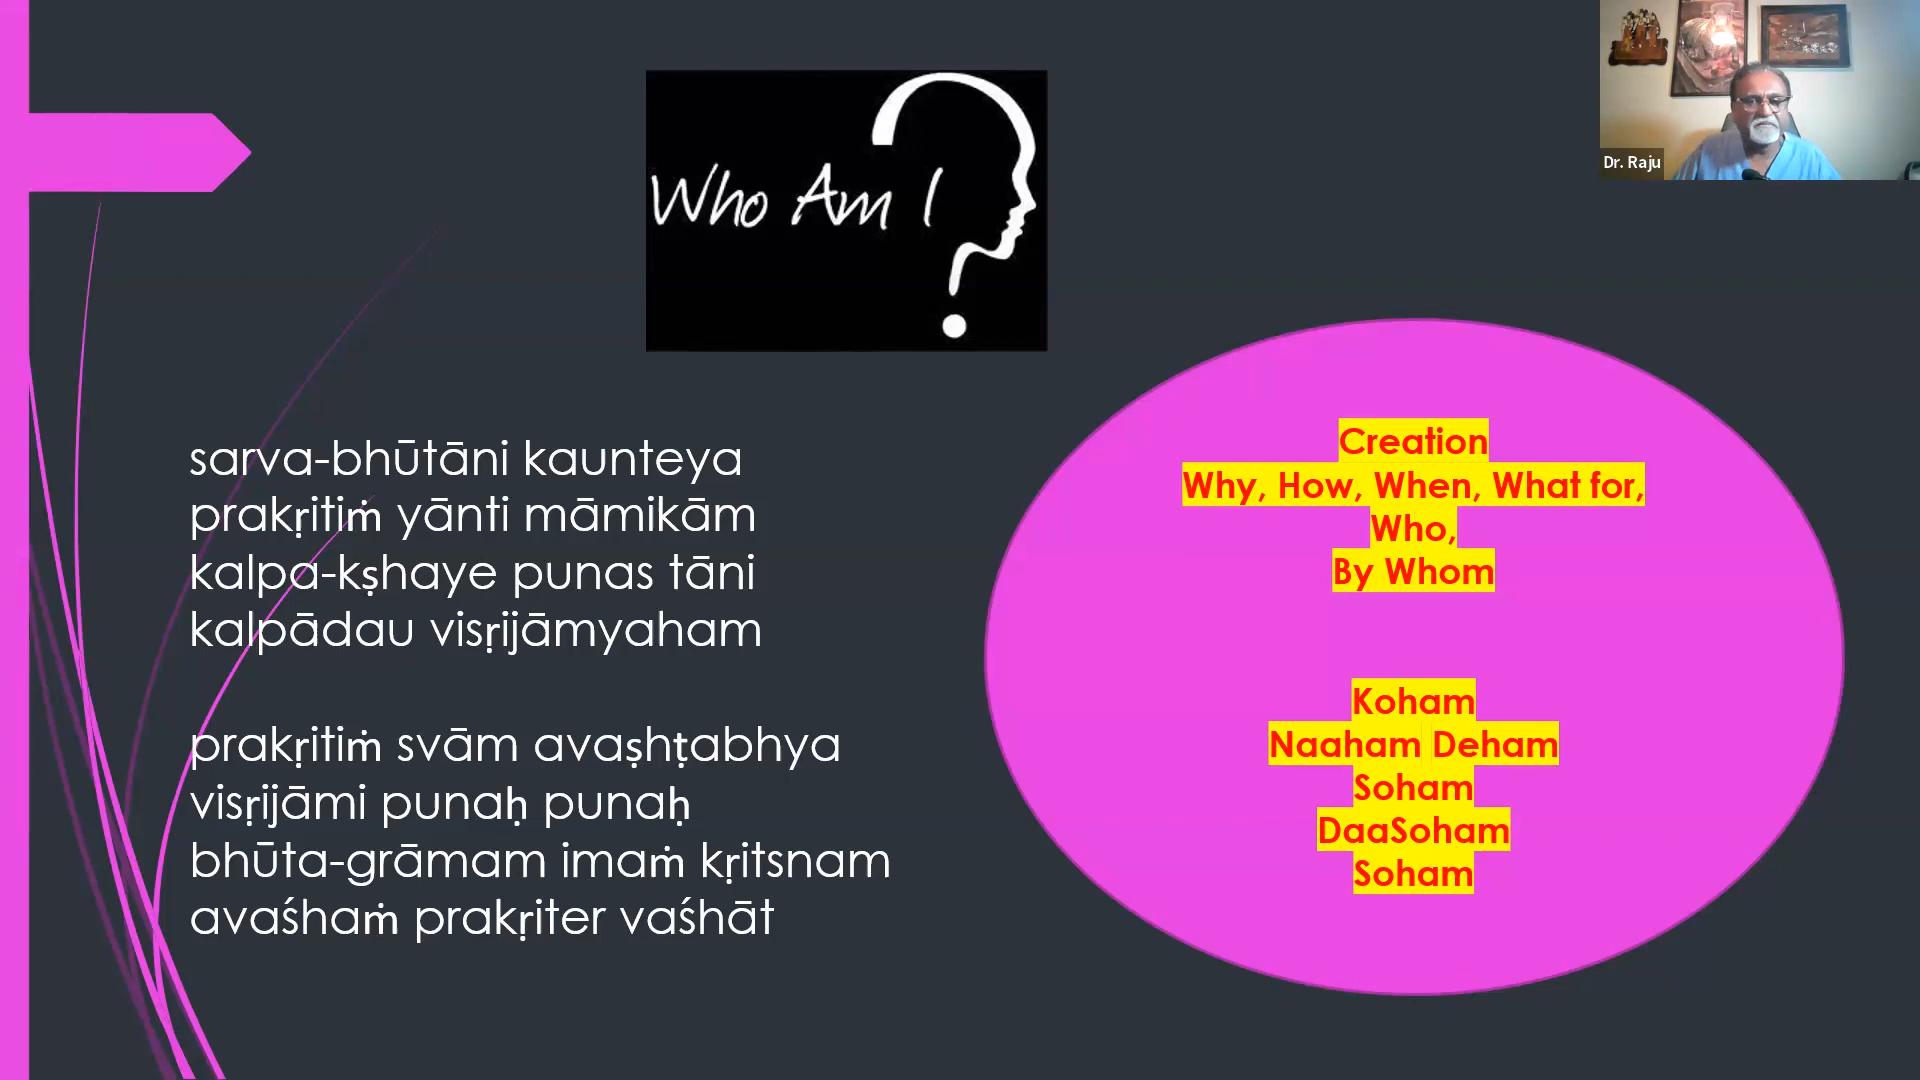 Who Am I
Dr. Raju
sarva-bhūtāni kaunteya
prakṛitiṁ yānti māmikām
kalpa-kṣhaye punas tāni
kalpādau visṛijāmyaham
prakṛitiṁ svām avaṣhṭabhya
visṛijāmi punaḥ punaḥ
bhūta-grāmam imaṁ kṛitsnam
avaśhaṁ prakṛiter vaśhāt
Creation
Why, How, When, What for,
Who,
By Whom
Koham
Naaham Deham
Soham
DaaSoham
Soham